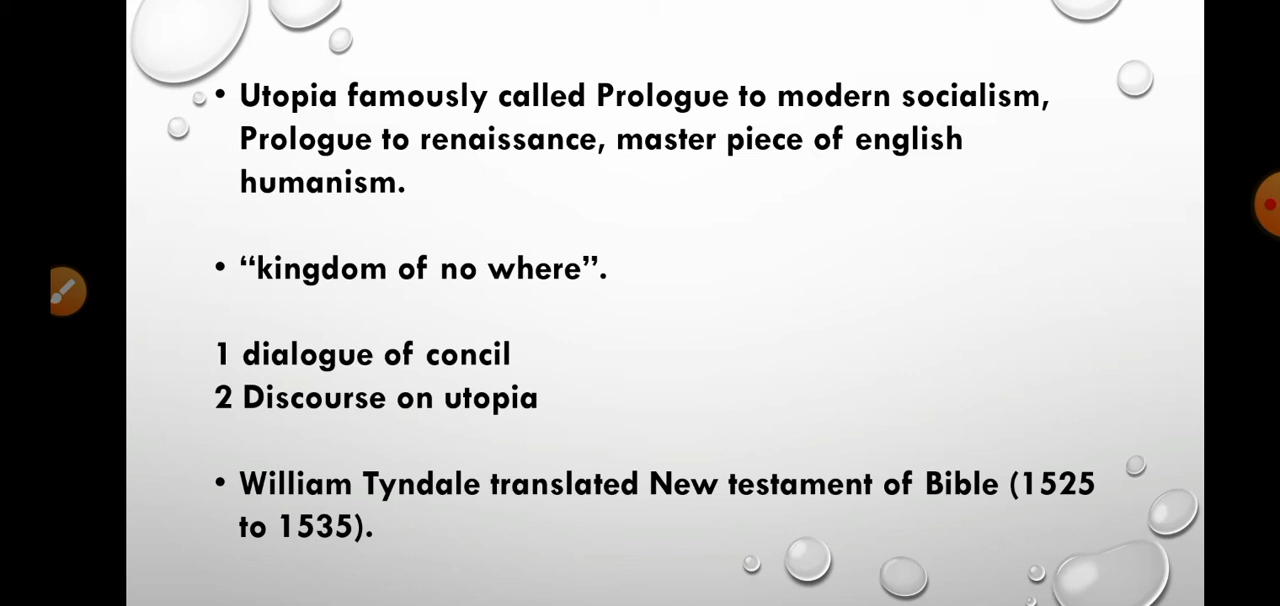 • Utopia famously called Prologue to modern socialism,
Prologue to renaissance, master piece of english
humanism.
• “kingdom of no where”.
1 dialogue of concil
2 Discourse on utopia
• William Tyndale translated New testament of Bible (1525
to 1535).